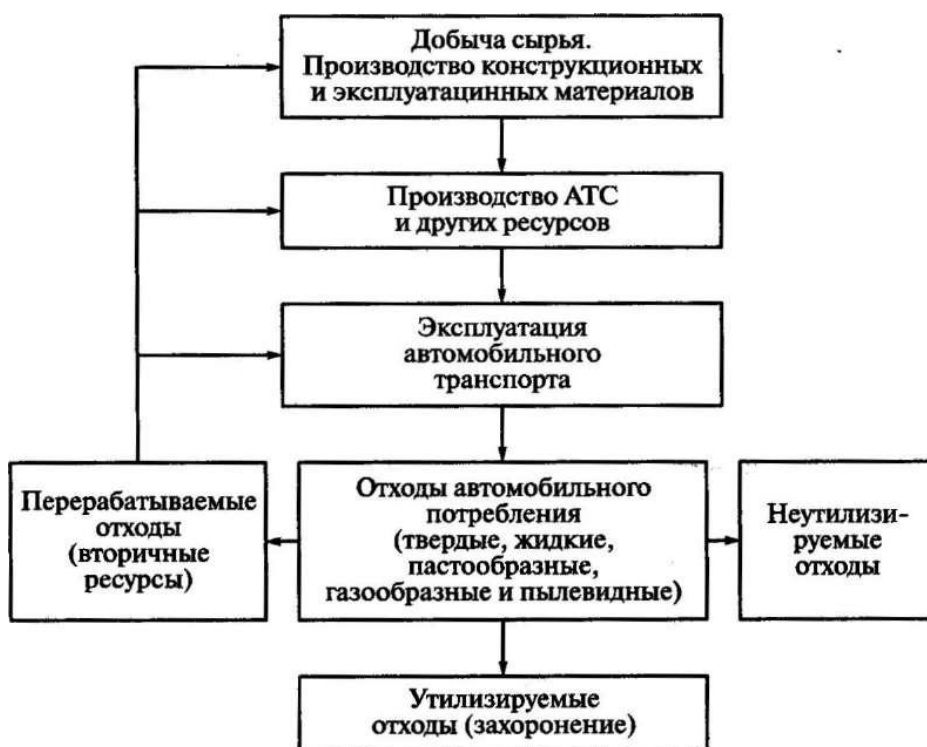 Добыча сырья.
Производство конструкционных
и эксплуатацинных материалов
Производство АТС
и других ресурсов
Эксплуатация
автомобильного
транспорта
Перерабатываемые
отходы
(вторичные
ресурсы)
Отходы автомобильного
потребления
(твердые, жидкие,
пастообразные,
газообразные и пылевидные)
Неутилизи-
руемые
отходы
Утилизируемые
отходы (захоронение)